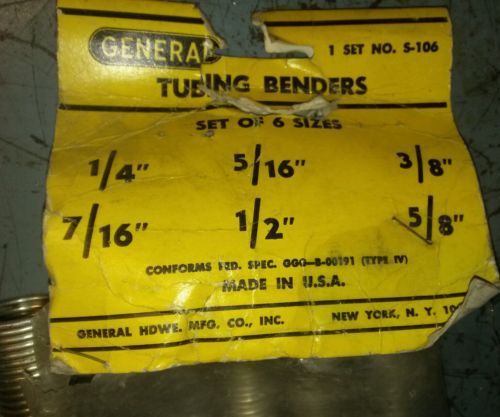 GENERAL
1 SET NO. S-106
TUBING BENDERS
SET OF 6 SIZES
1/4" 5/16" 3/8"
7/16" 1/2" 5/8"
CONFORMS FED. SPEC. GGG-B-00191 (TYPE IV)
MADE IN U.S.A.
GENERAL HDWE. MFG. CO., INC. NEW YORK, N. Y.